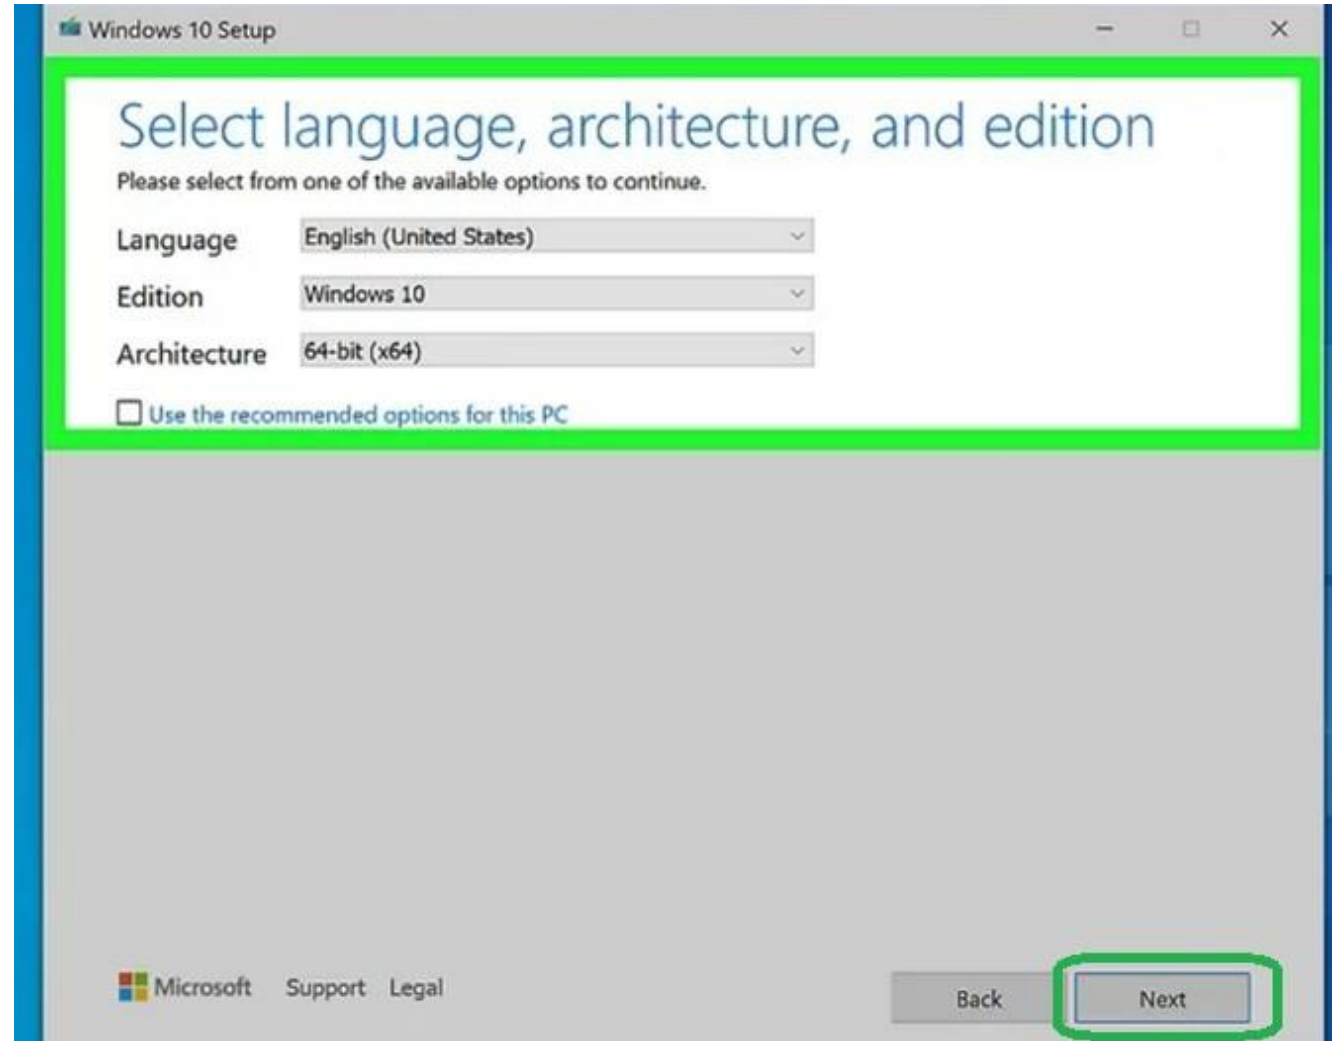 Windows 10 Setup
Select language, architecture, and edition
Please select from one of the available options to continue.
Language English (United States)
Edition Windows 10
Architecture 64-bit (x64)
Use the recommended options for this PC
Microsoft Support Legal Back Next